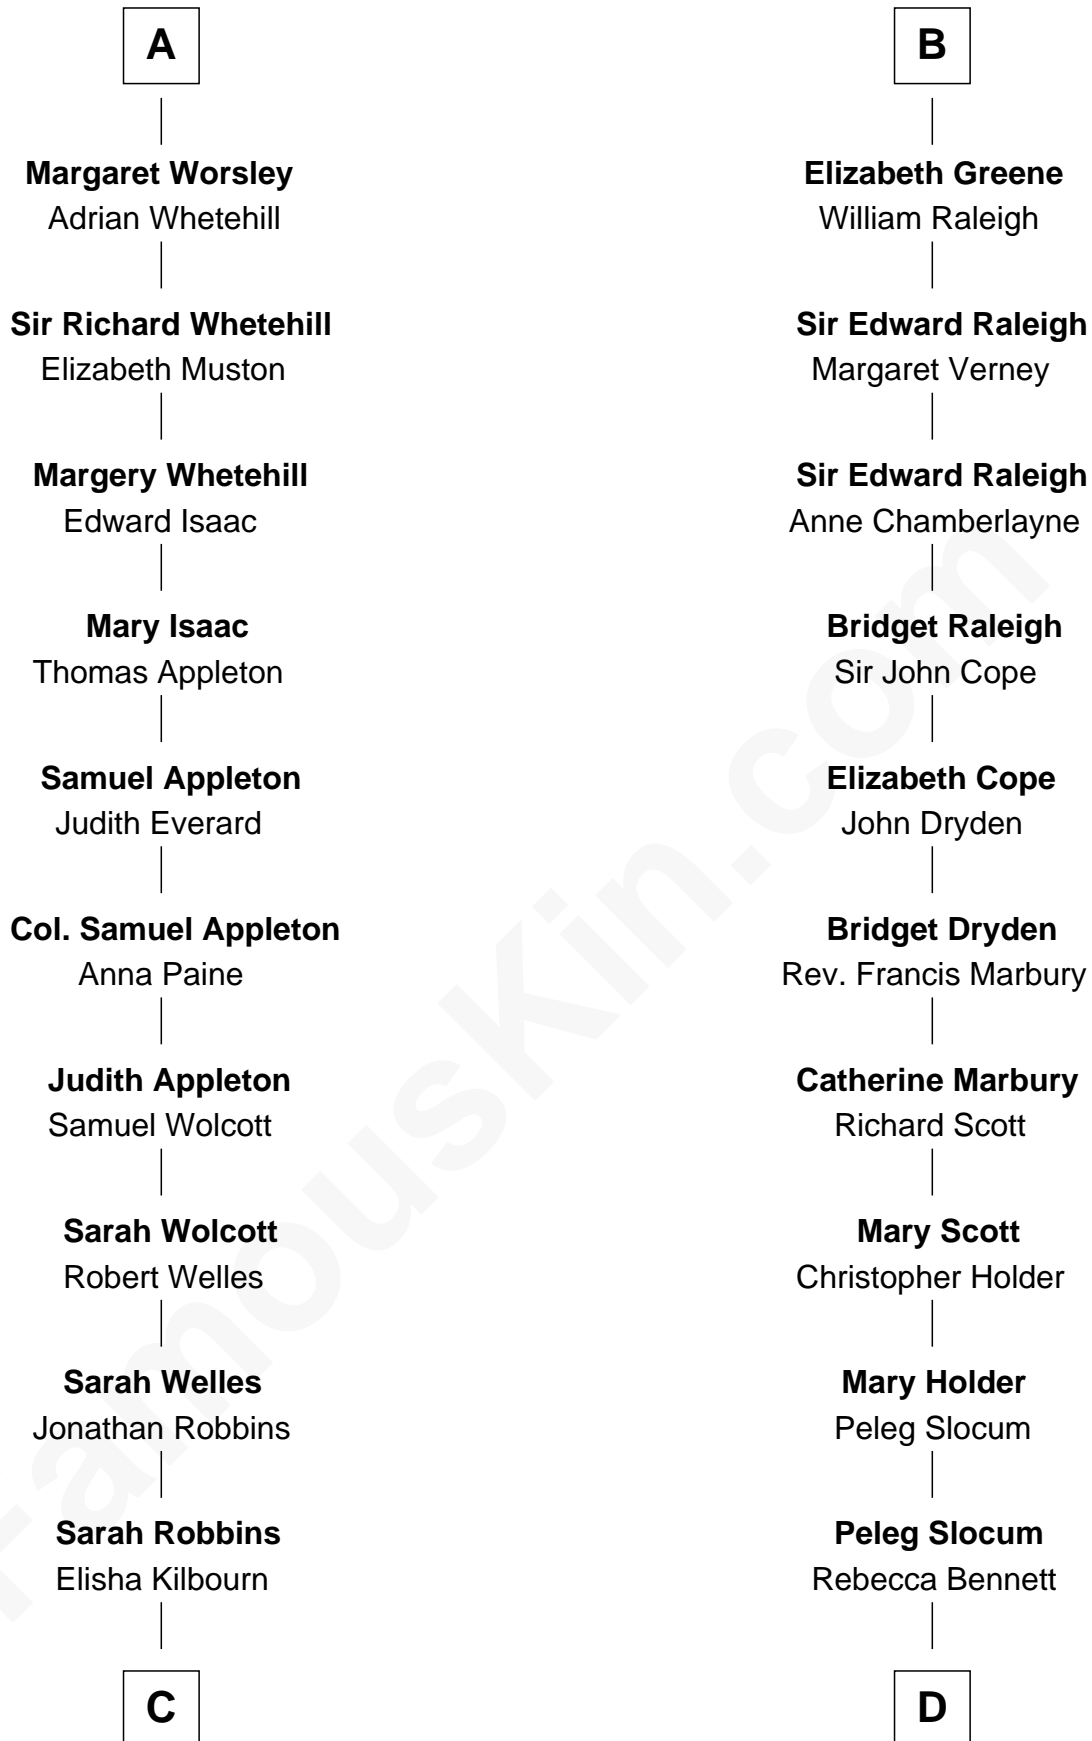 A
Margaret Worsley
Adrian Whetehill
Sir Richard Whetehill
Elizabeth Muston
Margery Whetehill
Edward Isaac
Mary Isaac
Thomas Appleton
Samuel Appleton
Judith Everard
Col. Samuel Appleton
Anna Paine
Judith Appleton
Samuel Wolcott
Sarah Wolcott
Robert Welles
Sarah Welles
Jonathan Robbins
Sarah Robbins
Elisha Kilbourn
C
B
Elizabeth Greene
William Raleigh
Sir Edward Raleigh
Margaret Verney
Sir Edward Raleigh
Anne Chamberlayne
Bridget Raleigh
Sir John Cope
Elizabeth Cope
John Dryden
Bridget Dryden
Rev. Francis Marbury
Catherine Marbury
Richard Scott
Mary Scott
Christopher Holder
Mary Holder
Peleg Slocum
Peleg Slocum
Rebecca Bennett
D
FamousKin.com